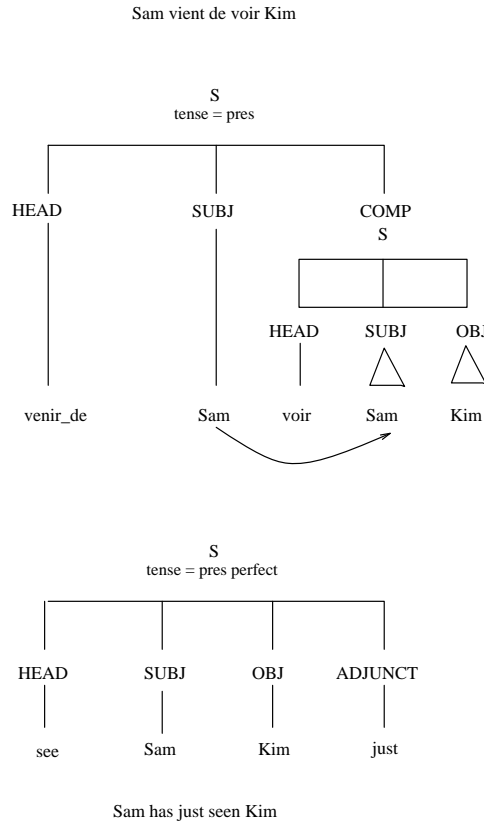 Sam vient de voir Kim
S
tense = pres
HEAD SUBJ COMP
S
HEAD SUBJ OBJ
venir_de Sam voir Sam Kim
S
tense = pres perfect
HEAD SUBJ OBJ ADJUNCT
see Sam Kim just
Sam has just seen Kim